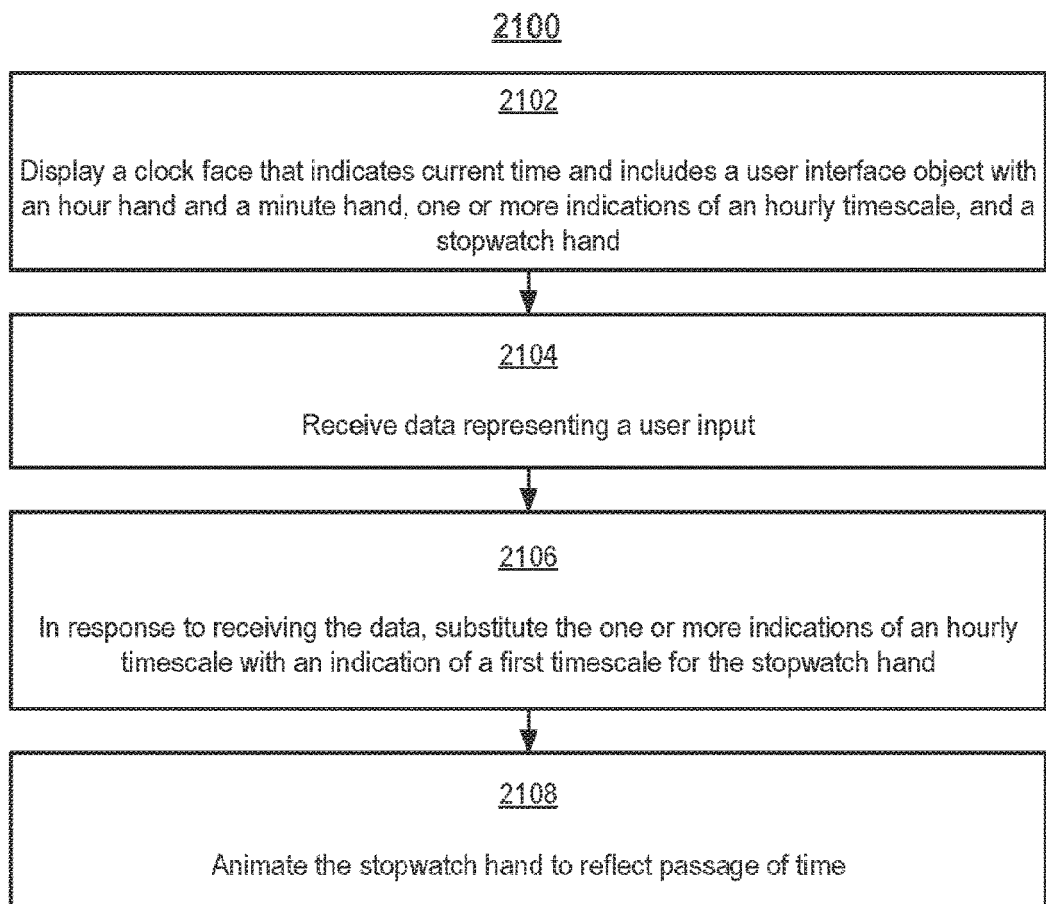 2100
2102
Display a clock face that indicates current time and includes a user interface object with
an hour hand and a minute hand, one or more indications of an hourly timescale, and a
stopwatch hand
2104
Receive data representing a user input
2106
In response to receiving the data, substitute the one or more indications of an hourly
timescale with an indication of a first timescale for the stopwatch hand
2108
Animate the stopwatch hand to reflect passage of time